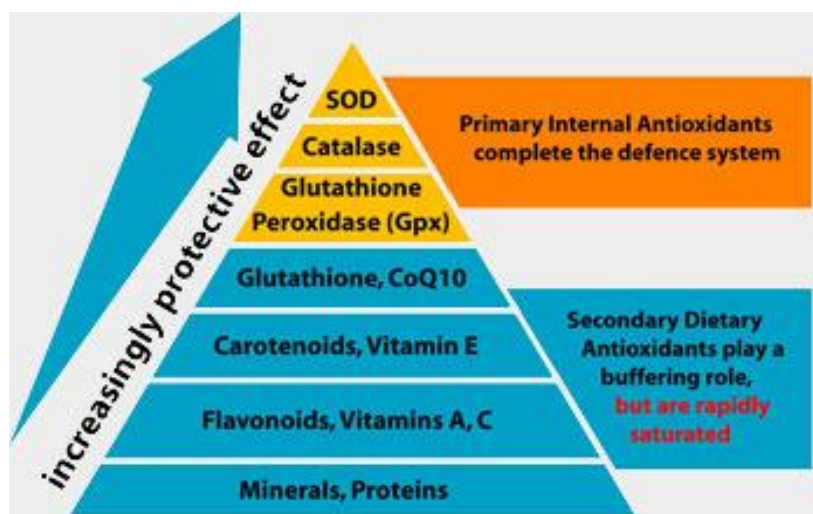 increasingly protective effect
SOD
Catalase
Glutathione
Peroxidase (Gpx)
Glutathione, CoQ10
Carotenoids, Vitamin E
Flavonoids, Vitamins A, C
Minerals, Proteins
Primary Internal Antioxidants
complete the defence system
Secondary Dietary
Antioxidants play a
buffering role,
but are rapidly
saturated